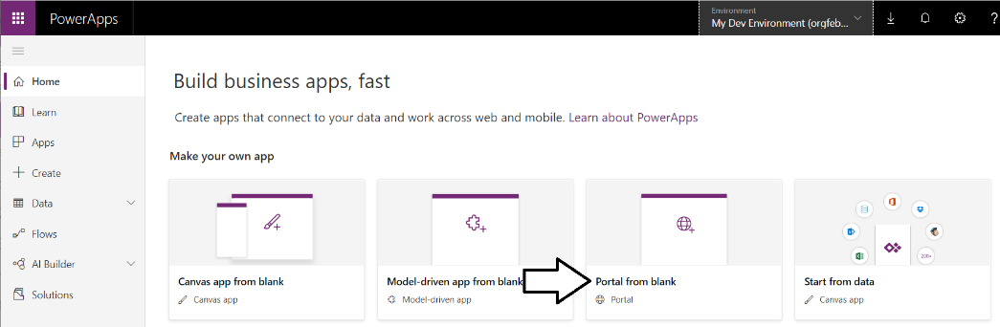 PowerApps
Environment
My Dev Environment (orgfeb...
?
Home
Learn
Apps
Create
Data
Flows
AI Builder
Solutions
Build business apps, fast
Create apps that connect to your data and work across web and mobile. Learn about PowerApps
Make your own app
Canvas app from blank
Canvas app
Model-driven app from blank
Model-driven app
Portal from blank
Portal
200+
Start from data
Canvas app